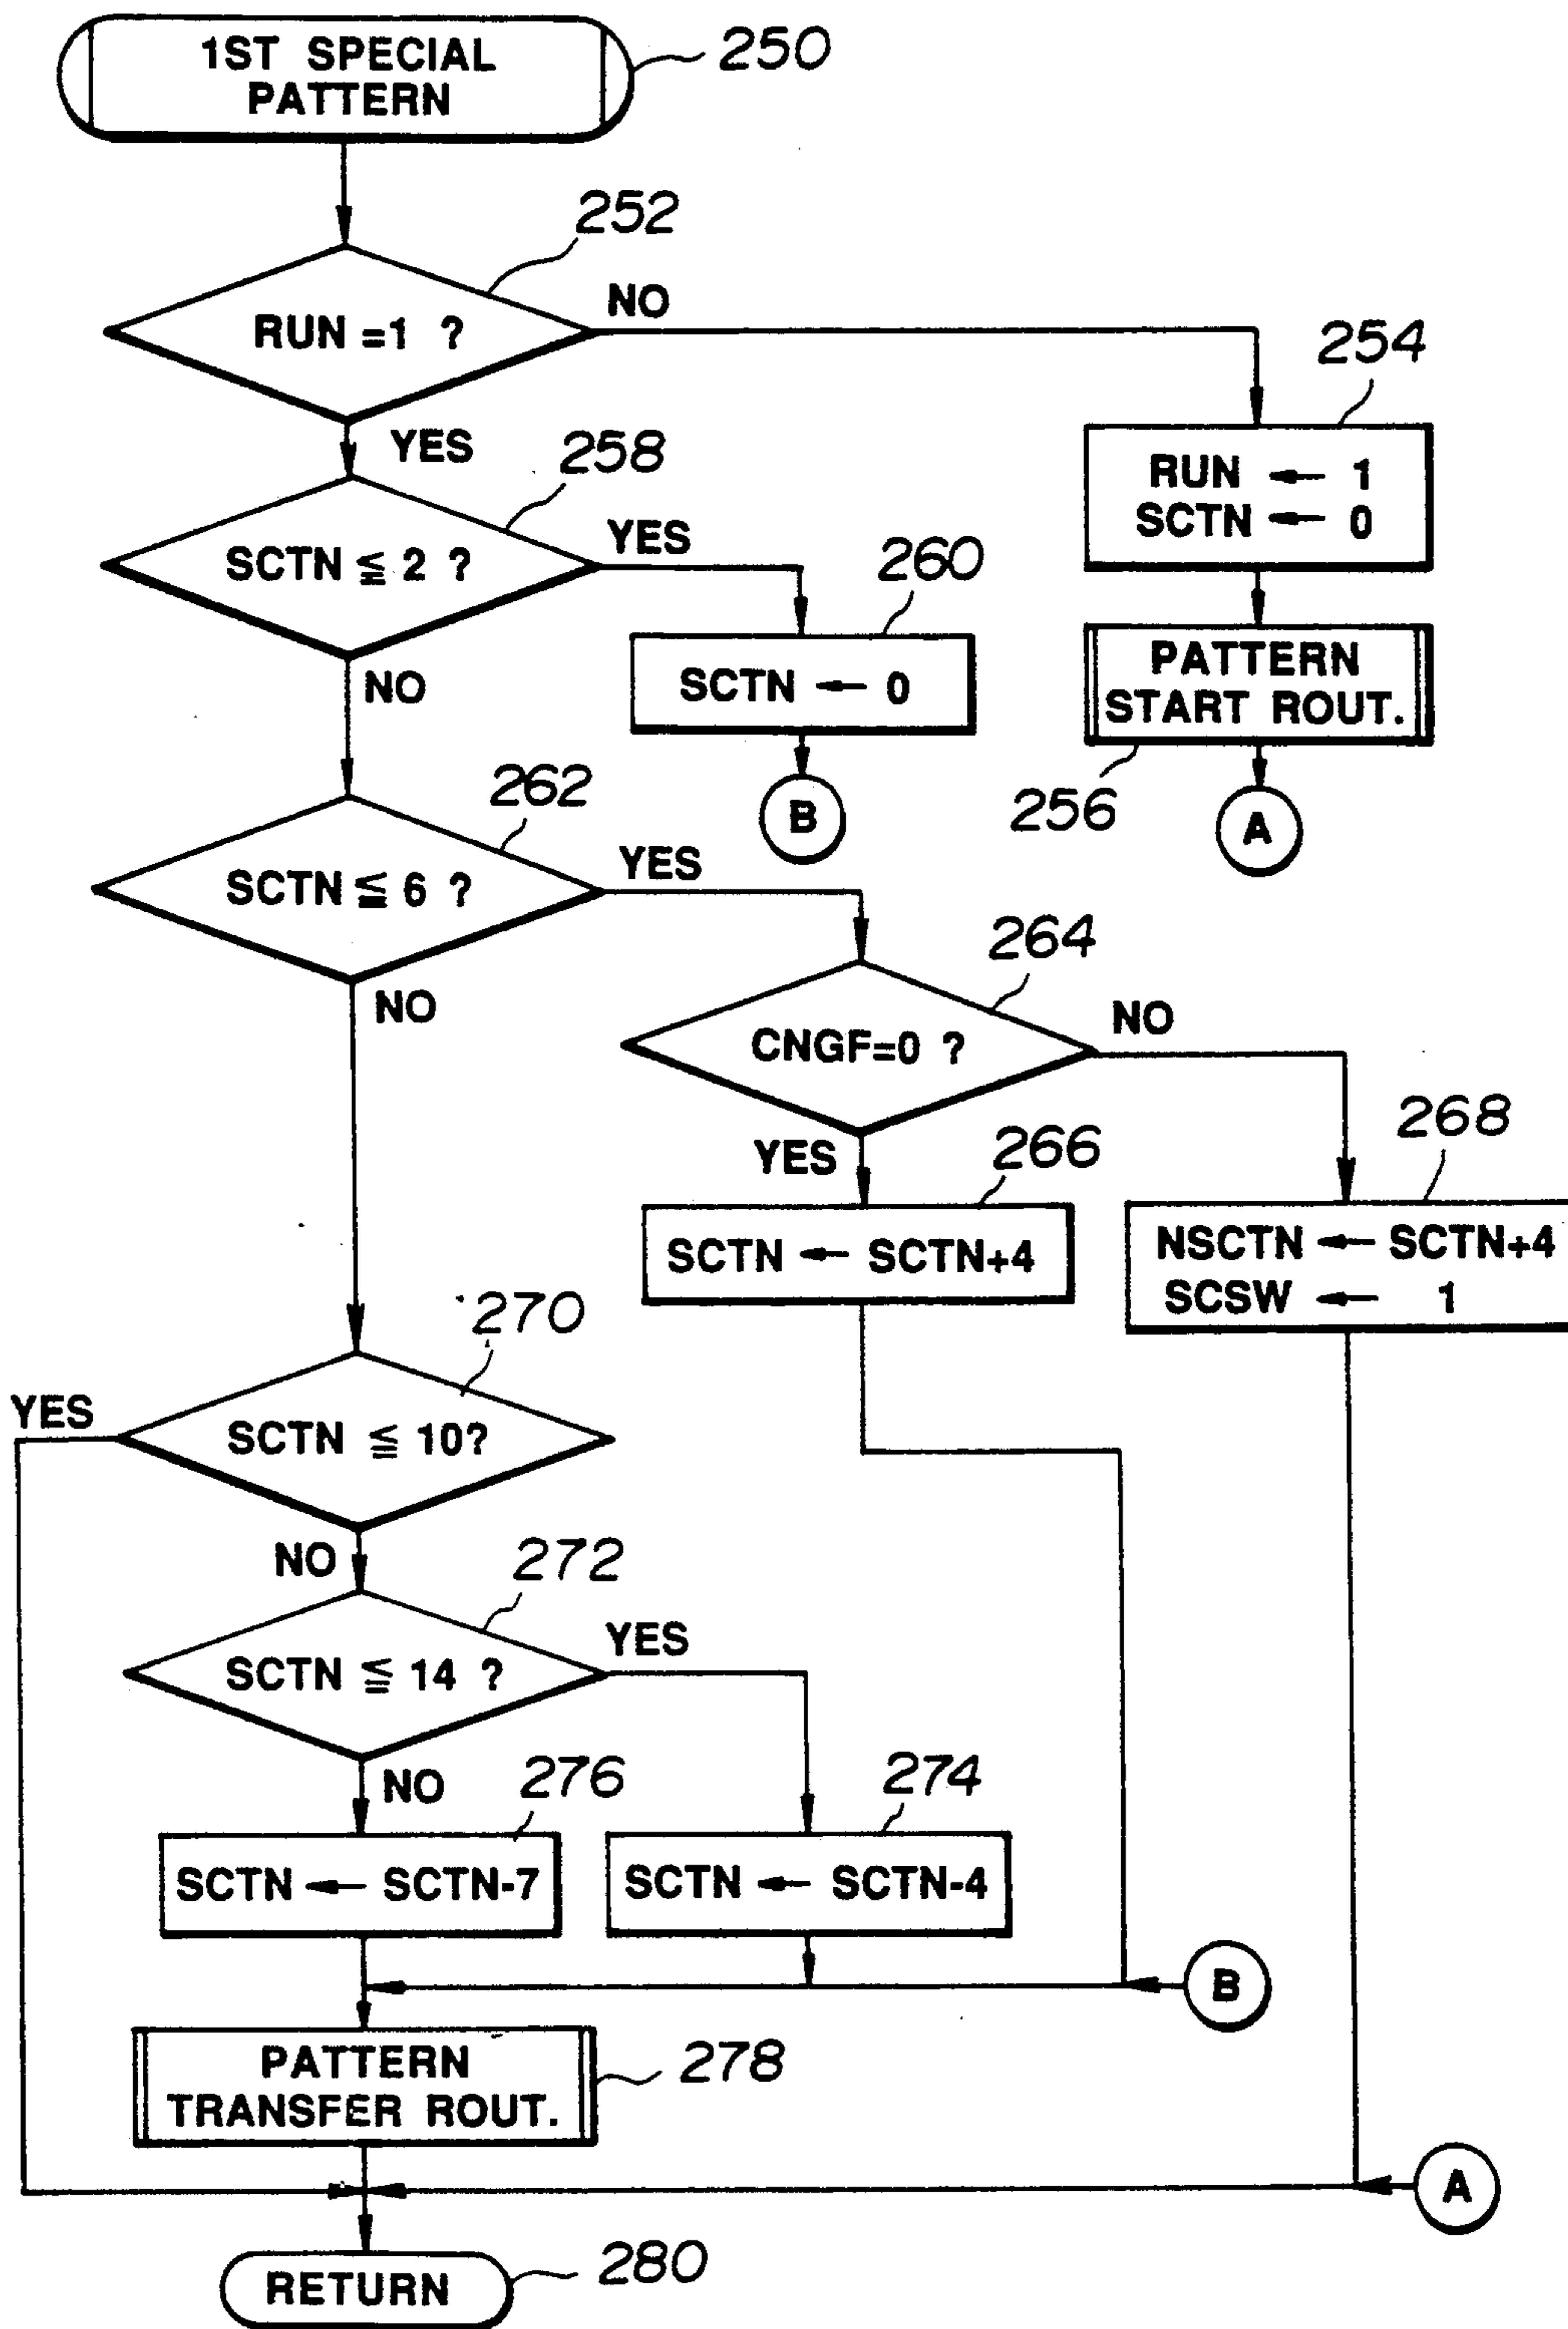 1ST SPECIAL
PATTERN
250
252
RUN =1 ?
NO
254
YES
RUN ← 1
SCTN ← 0
258
SCTN ≦ 2 ?
YES
260
NO
SCTN ← 0
PATTERN
START ROUT.
256
B
A
262
SCTN ≦ 6 ?
YES
264
NO
CNGF=0 ?
NO
268
YES
266
SCTN ← SCTN+4
NSCTN ← SCTN+4
SCSW ← 1
270
YES
SCTN ≦ 10?
NO
272
SCTN ≦ 14 ?
YES
NO
276
274
SCTN ← SCTN-7
SCTN ← SCTN-4
B
PATTERN
TRANSFER ROUT.
278
A
RETURN
280